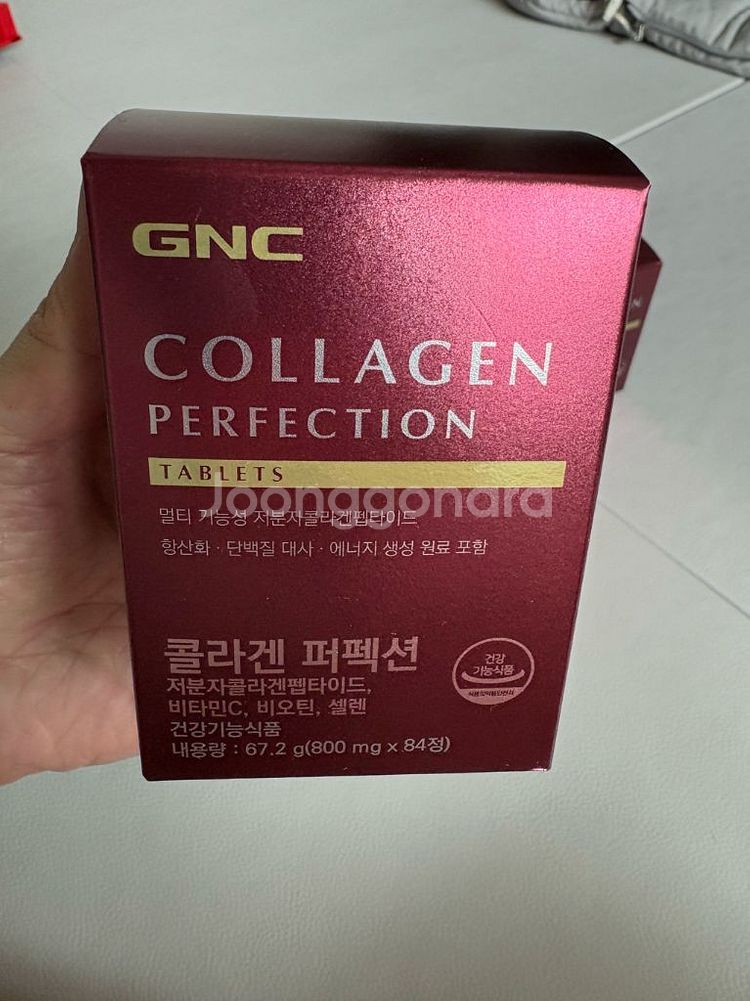 GNC
COLLAGEN
PERFECTION
TABLETS
Joonggonara
멀티 기능성 저분자콜라겐펩타이드
항산화 · 단백질 대사 · 에너지 생성 원료 포함
콜라겐 퍼펙션
저분자콜라겐펩타이드,
비타민C, 비오틴, 셀렌
건강기능식품
내용량 : 67.2 g(800 mg x 84정)
건강
기능식품